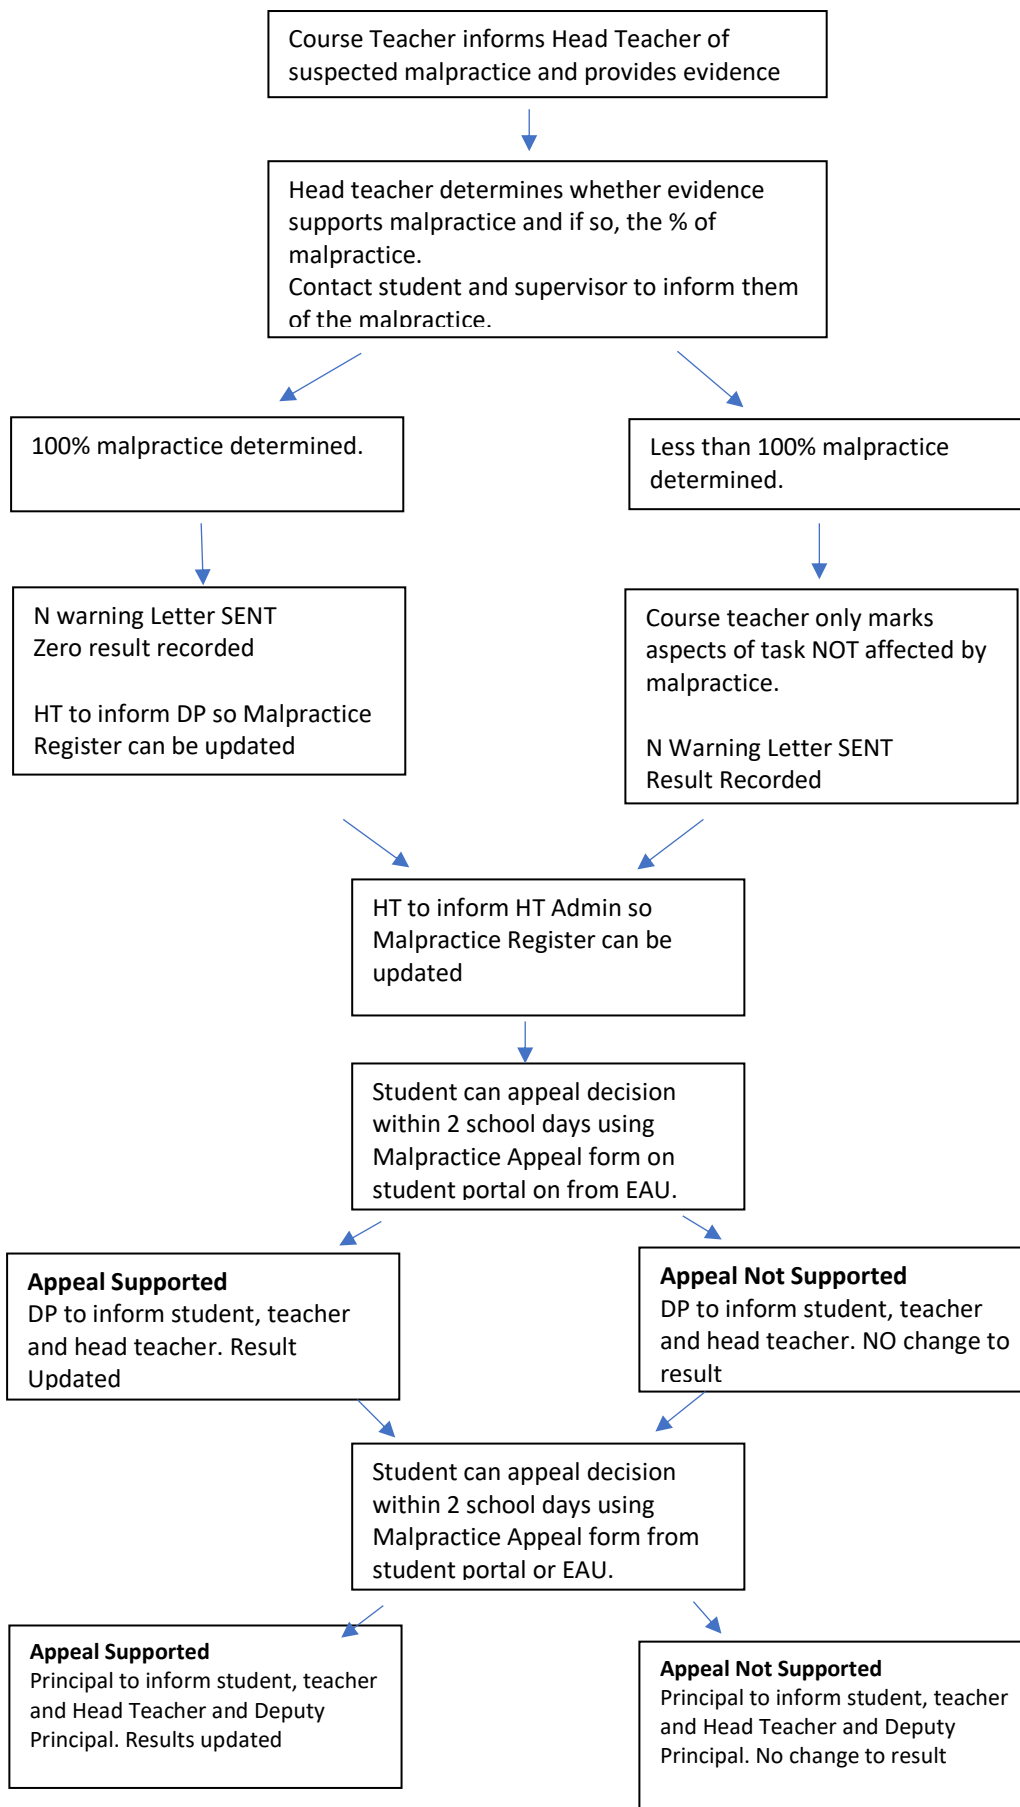 Course Teacher informs Head Teacher of
suspected malpractice and provides evidence
Head teacher determines whether evidence
supports malpractice and if so, the % of
malpractice.
Contact student and supervisor to inform them
of the malpractice.
100% malpractice determined.
Less than 100% malpractice
determined.
N warning Letter SENT
Zero result recorded
HT to inform DP so Malpractice
Register can be updated
Course teacher only marks
aspects of task NOT affected by
malpractice.
N Warning Letter SENT
Result Recorded
HT to inform HT Admin so
Malpractice Register can be
updated
Student can appeal decision
within 2 school days using
Malpractice Appeal form on
student portal on from EAU.
Appeal Supported
DP to inform student, teacher
and head teacher. Result
Updated
Appeal Not Supported
DP to inform student, teacher
and head teacher. NO change to
result
Student can appeal decision
within 2 school days using
Malpractice Appeal form from
student portal or EAU.
Appeal Supported
Principal to inform student, teacher
and Head Teacher and Deputy
Principal. Results updated
Appeal Not Supported
Principal to inform student, teacher
and Head Teacher and Deputy
Principal. No change to result